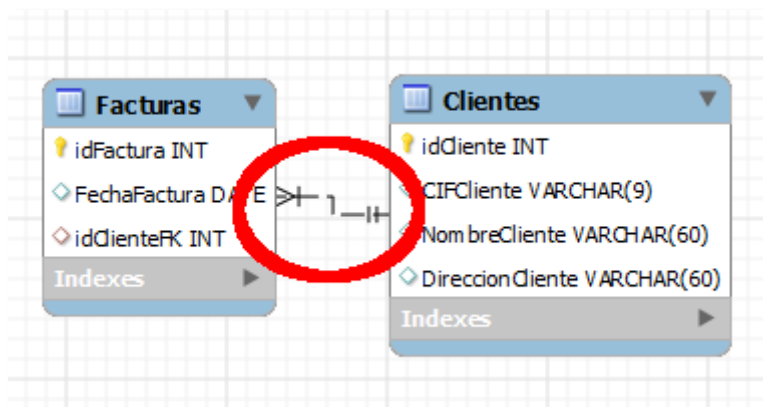 Facturas
idFactura INT
FechaFactura DATE
idClienteFK INT
Indexes
Clientes
idCliente INT
CIFCliente VARCHAR(9)
NombreCliente VARCHAR(60)
DireccionCliente VARCHAR(60)
Indexes